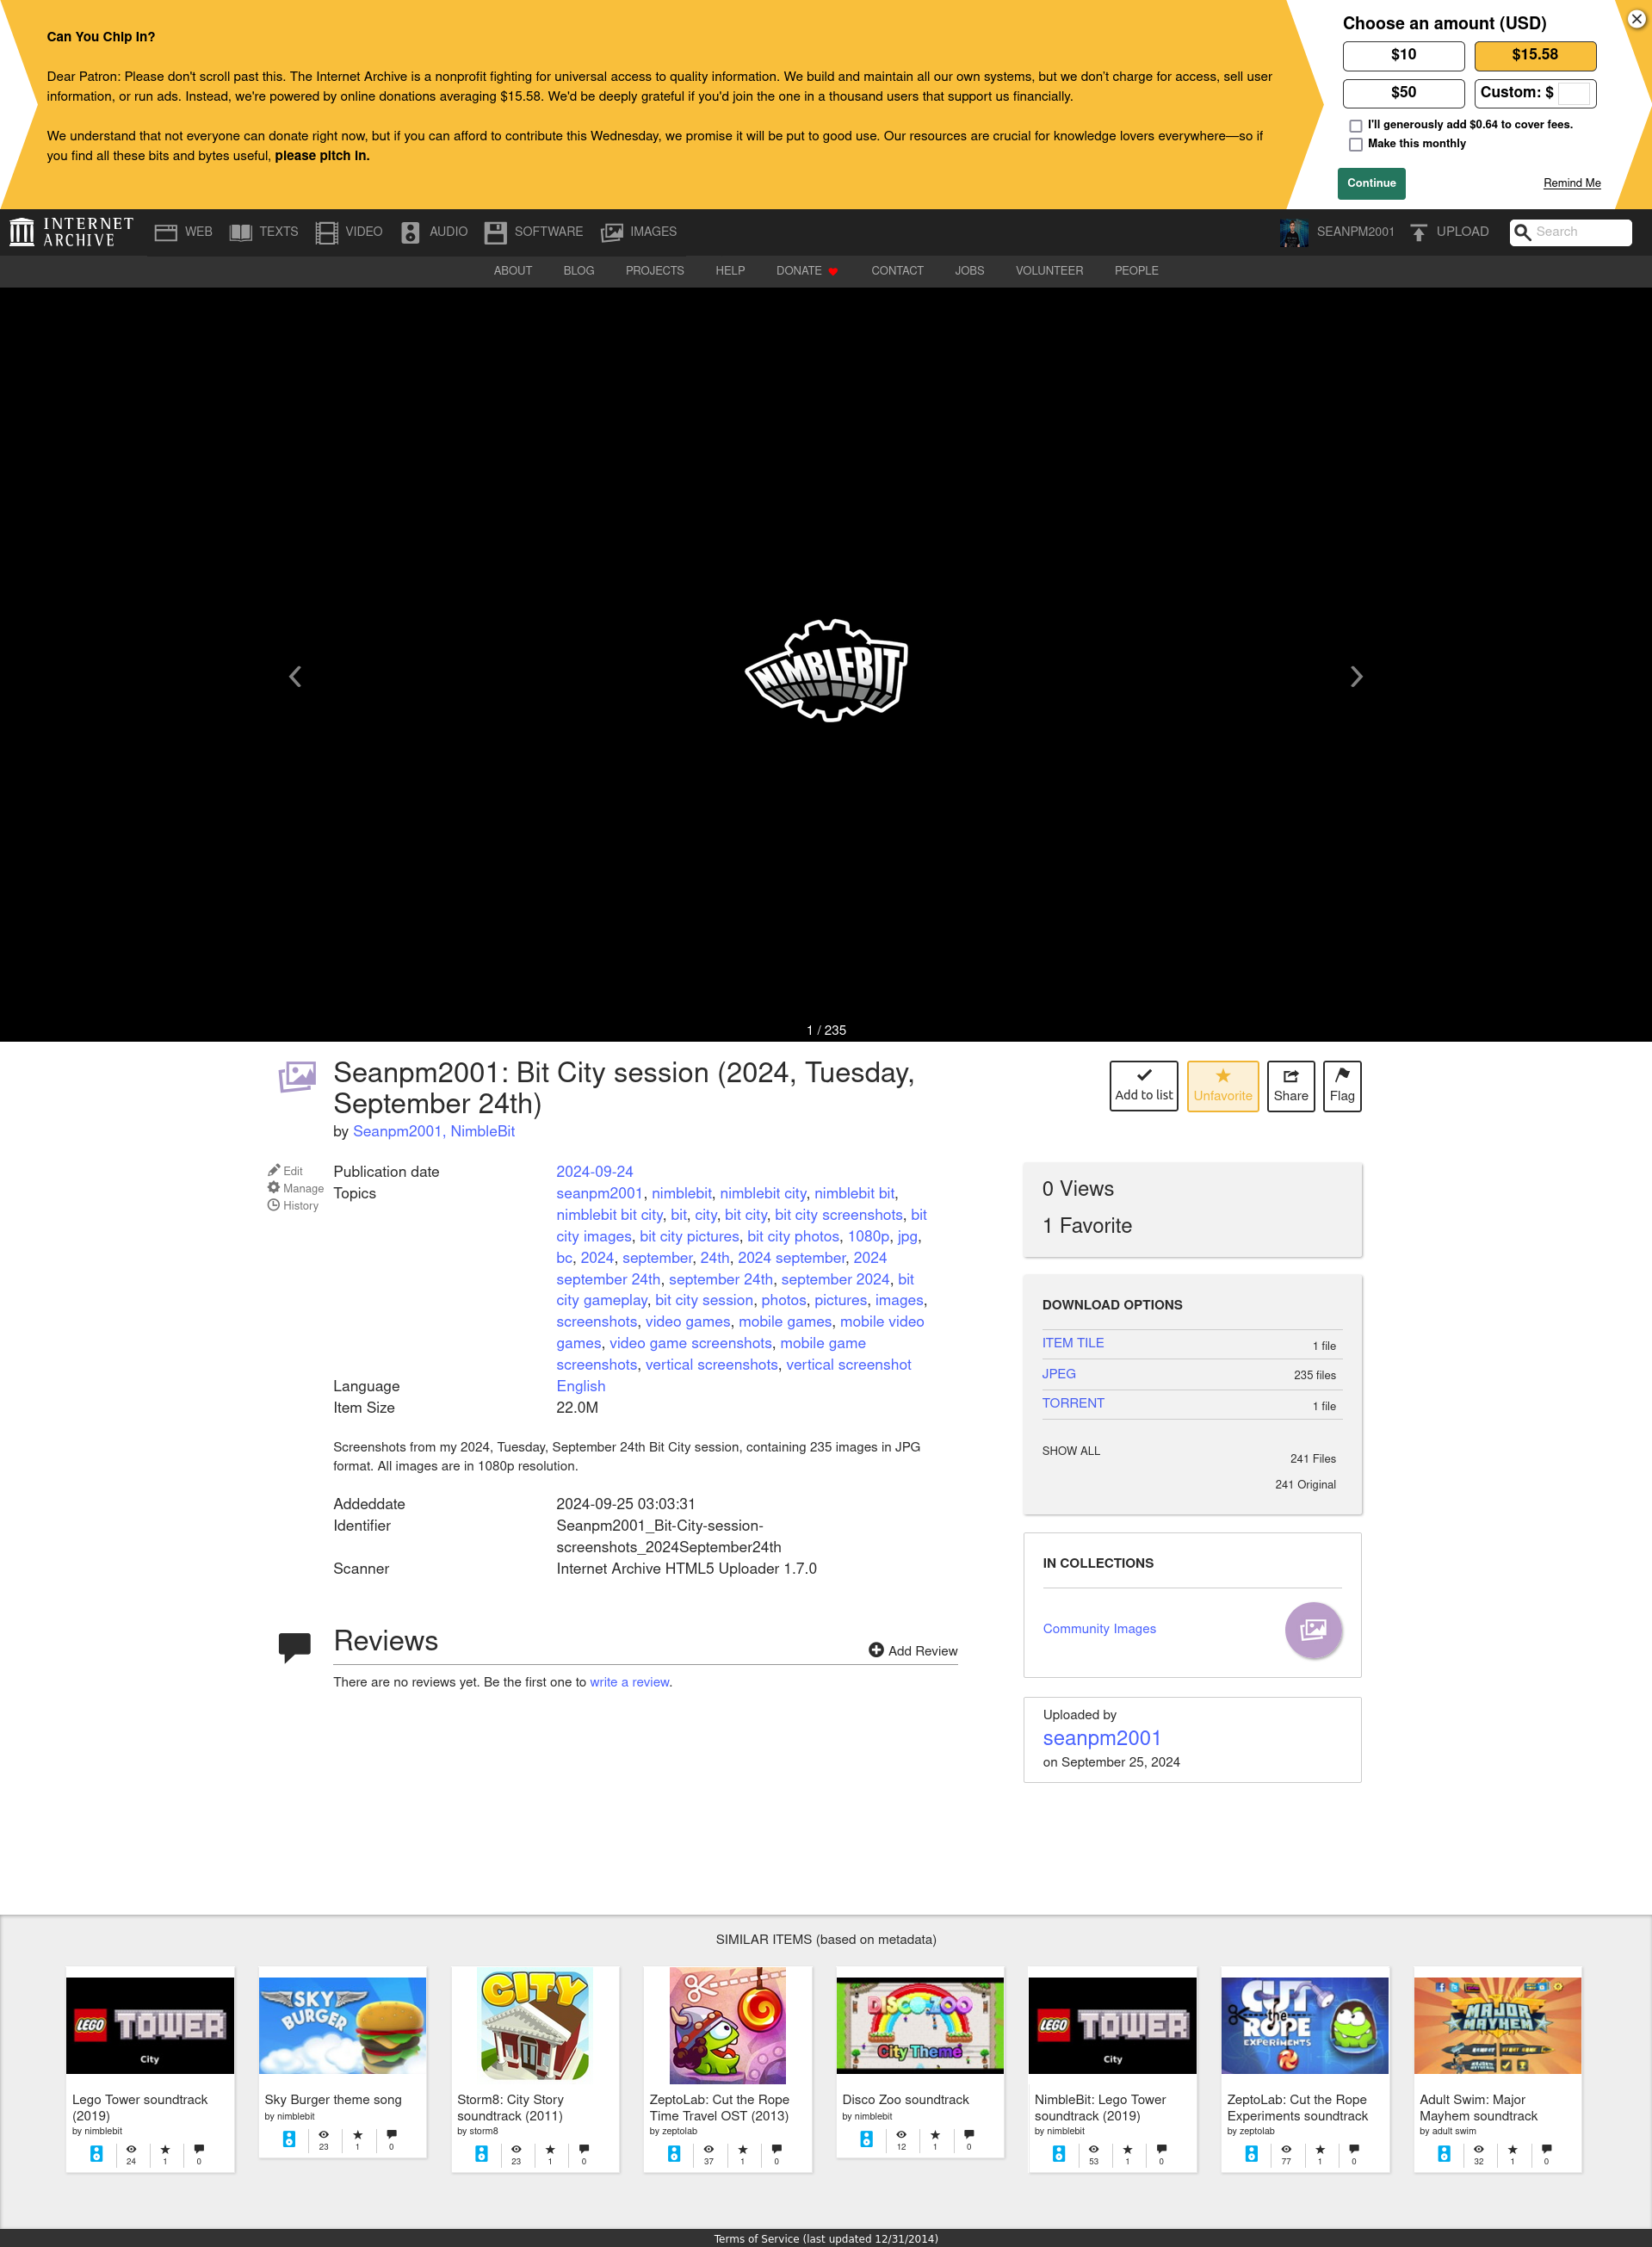 Can You Chip In?
Dear Patron: Please don't scroll past this. The Internet Archive is a nonprofit fighting for universal access to quality information. We build and maintain all our own systems, but we don’t charge for access, sell user
information, or run ads. Instead, we're powered by online donations averaging $15.58. We'd be deeply grateful if you'd join the one in a thousand users that support us financially.
We understand that not everyone can donate right now, but if you can afford to contribute this Wednesday, we promise it will be put to good use. Our resources are crucial for knowledge lovers everywhere—so if
you find all these bits and bytes useful, please pitch in.
Choose an amount (USD)
$10 $15.58
$50 Custom: $
I'll generously add $0.64 to cover fees.
Make this monthly
Continue Remind Me
INTERNET
ARCHIVE
WEB TEXTS VIDEO AUDIO SOFTWARE IMAGES SEANPM2001 UPLOAD Search
ABOUT BLOG PROJECTS HELP DONATE CONTACT JOBS VOLUNTEER PEOPLE
NIMBLEBIT
1 / 235
Seanpm2001: Bit City session (2024, Tuesday,
September 24th)
by Seanpm2001, NimbleBit
Add to list Unfavorite Share Flag
Edit
Manage
History
Publication date 2024-09-24
Topics seanpm2001, nimblebit, nimblebit city, nimblebit bit,
nimblebit bit city, bit, city, bit city, bit city screenshots, bit
city images, bit city pictures, bit city photos, 1080p, jpg,
bc, 2024, september, 24th, 2024 september, 2024
september 24th, september 24th, september 2024, bit
city gameplay, bit city session, photos, pictures, images,
screenshots, video games, mobile games, mobile video
games, video game screenshots, mobile game
screenshots, vertical screenshots, vertical screenshot
Language English
Item Size 22.0M
Screenshots from my 2024, Tuesday, September 24th Bit City session, containing 235 images in JPG
format. All images are in 1080p resolution.
Addeddate 2024-09-25 03:03:31
Identifier Seanpm2001_Bit-City-session-
screenshots_2024September24th
Scanner Internet Archive HTML5 Uploader 1.7.0
Reviews
Add Review
There are no reviews yet. Be the first one to write a review.
0 Views
1 Favorite
DOWNLOAD OPTIONS
ITEM TILE 1 file
JPEG 235 files
TORRENT 1 file
SHOW ALL 241 Files
241 Original
IN COLLECTIONS
Community Images
Uploaded by
seanpm2001
on September 25, 2024
SIMILAR ITEMS (based on metadata)
LEGO TOWER
City
Lego Tower soundtrack
(2019)
by nimblebit
24 1 0
SKY
BURGER
Sky Burger theme song
by nimblebit
23 1 0
CITY
Storm8: City Story
soundtrack (2011)
by storm8
23 1 0
ZeptoLab: Cut the Rope
Time Travel OST (2013)
by zeptolab
37 1 0
DISCO ZOO
City Theme
Disco Zoo soundtrack
by nimblebit
12 1 0
LEGO TOWER
City
NimbleBit: Lego Tower
soundtrack (2019)
by nimblebit
53 1 0
CUT
the
ROPE
EXPERIMENTS
ZeptoLab: Cut the Rope
Experiments soundtrack
by zeptolab
77 1 0
MAJOR
MAYHEM
Adult Swim: Major
Mayhem soundtrack
by adult swim
32 1 0
Terms of Service (last updated 12/31/2014)